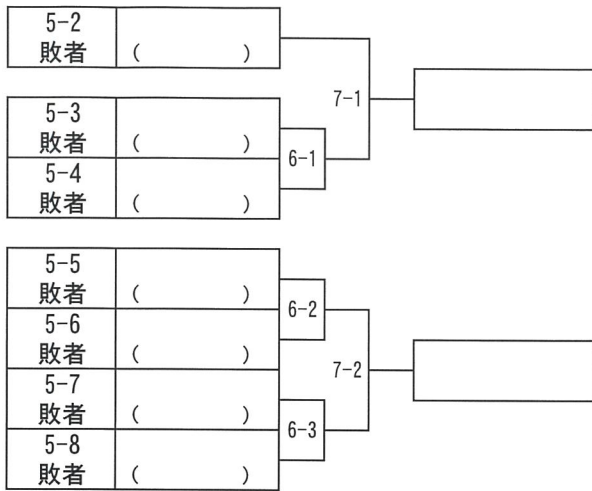 5-2
敗者 ( )
7-1
5-3
敗者 ( )
6-1
5-4
敗者 ( )
5-5
敗者 ( )
6-2
5-6
敗者 ( )
7-2
5-7
敗者 ( )
6-3
5-8
敗者 ( )